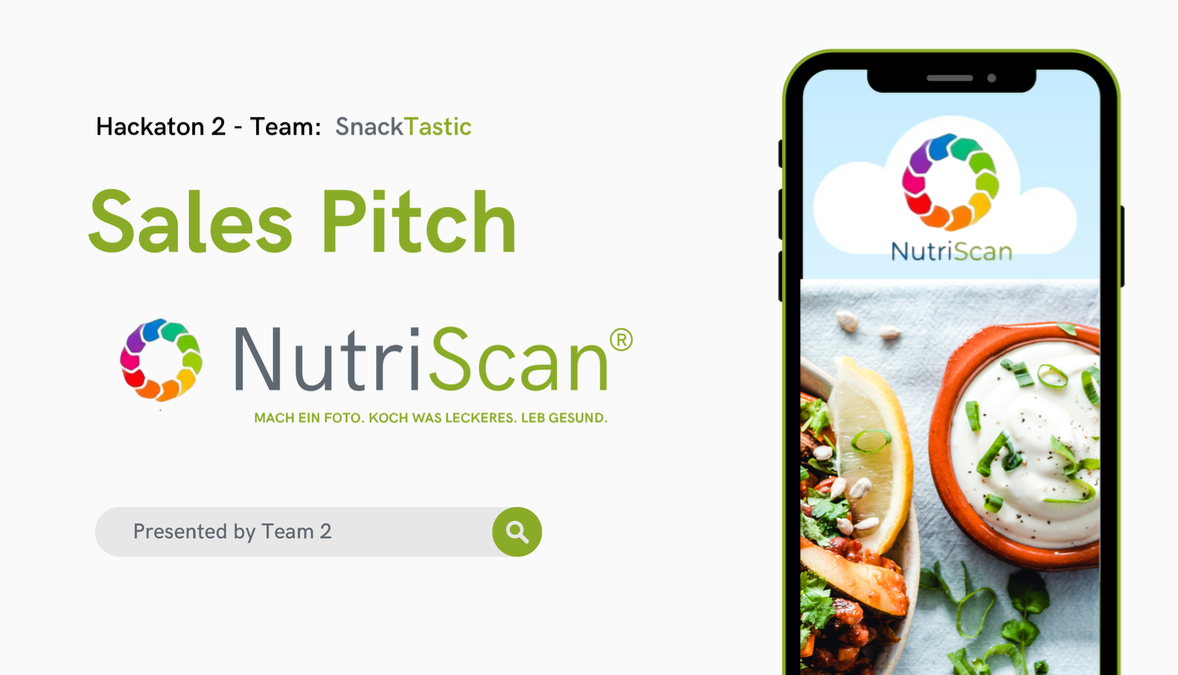 Hackaton 2 - Team: SnackTastic
Sales Pitch
NutriScan®
MACH EIN FOTO. KOCH WAS LECKERES. LEB GESUND.
Presented by Team 2
NutriScan